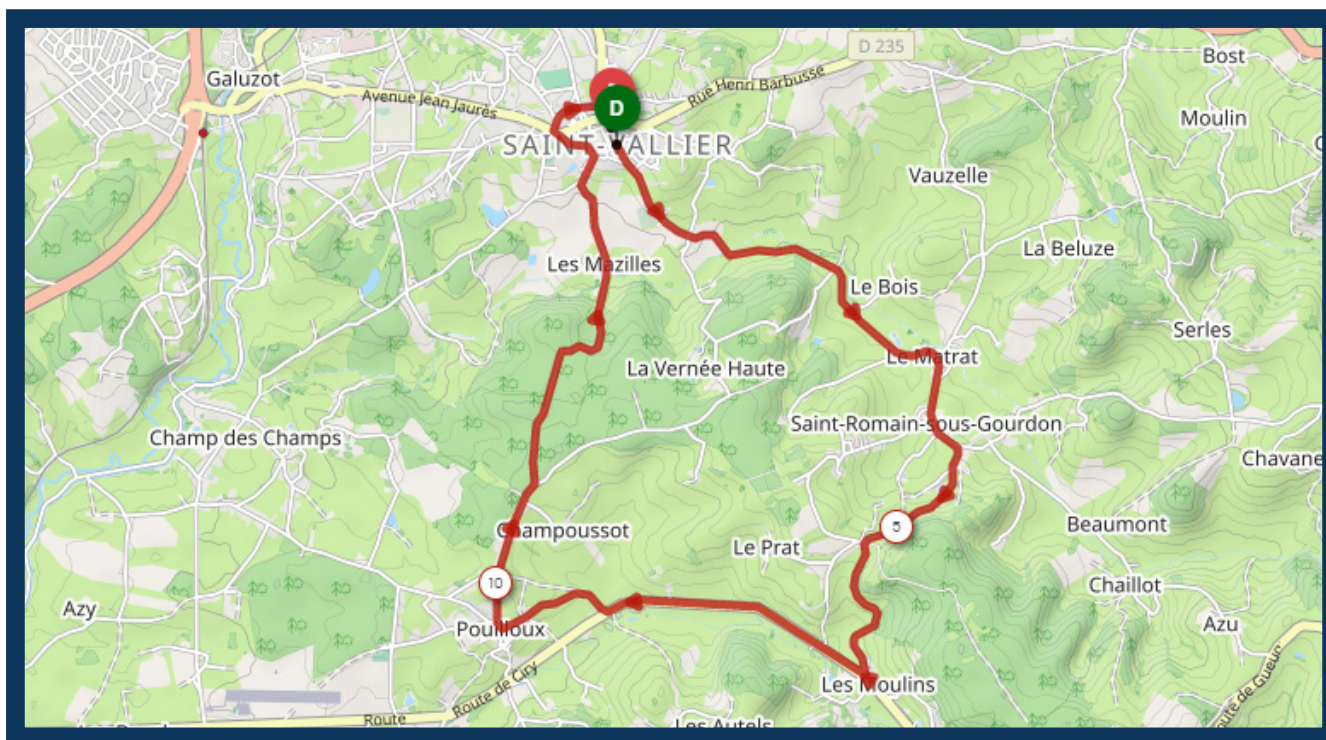 D 235
Bost
Galuzot
Avenue Jean Jaurès
Rue Henri Barbusse
D
Moulin
SAINT-VALLIER
Vauzelle
La Beluze
Les Mazilles
Le Bois
Serles
Le Matrat
La Vernée Haute
Saint-Romain-sous-Gourdon
Champ des Champs
Chavane
5
Beaumont
Champoussot
Le Prat
10
Chaillot
Azy
Azu
Pouilloux
Route de Ciry
Les Moulins
Route
Les Autels